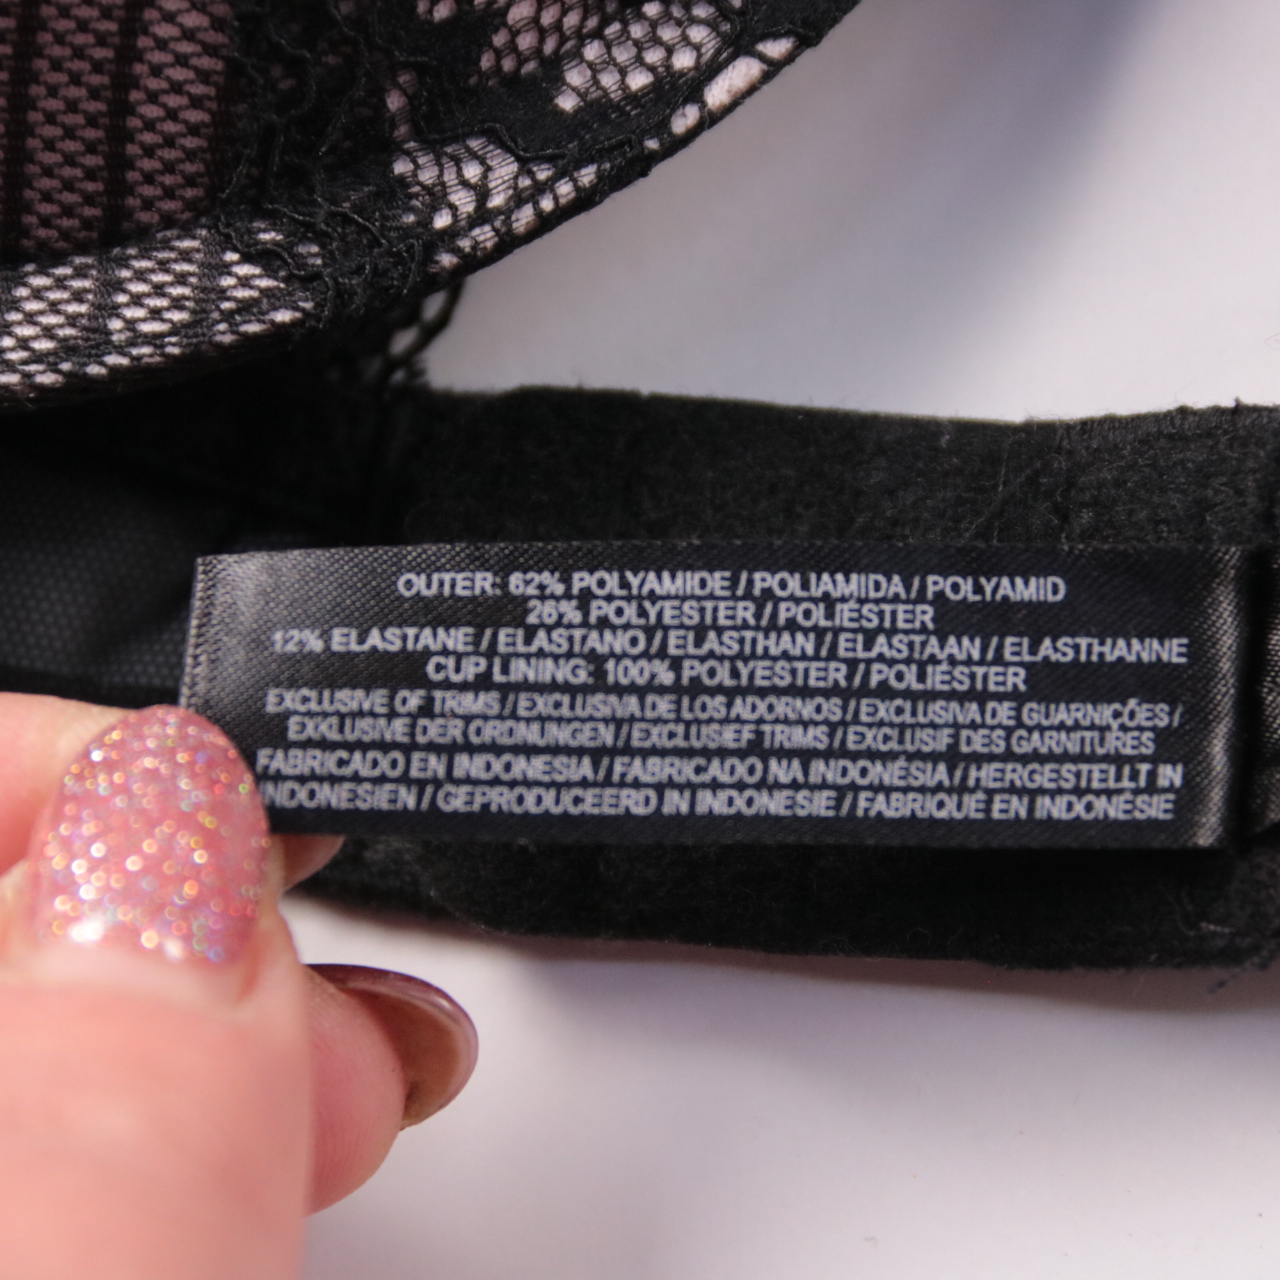 OUTER: 62% POLYAMIDE / POLIAMIDA / POLYAMID
26% POLYESTER / POLIÉSTER
12% ELASTANE / ELASTANO / ELASTHAN / ELASTAAN / ELASTHANNE
CUP LINING: 100% POLYESTER / POLIÉSTER
EXCLUSIVE OF TRIMS / EXCLUSIVA DE LOS ADORNOS / EXCLUSIVA DE GUARNIÇÕES /
EXKLUSIVE DER ORDNUNGEN / EXCLUSIEF TRIMS / EXCLUSIF DES GARNITURES
FABRICADO EN INDONESIA / FABRICADO NA INDONÉSIA / HERGESTELLT IN
INDONESIEN / GEPRODUCEERD IN INDONESIE / FABRIQUÉ EN INDONÉSIE